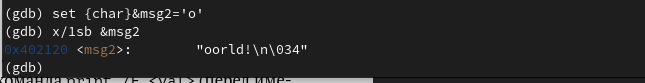 (gdb) set {char}&msg2='o'
(gdb) x/1sb &msg2
0x402120 <msg2>:        "oorld!\n\034"
(gdb)